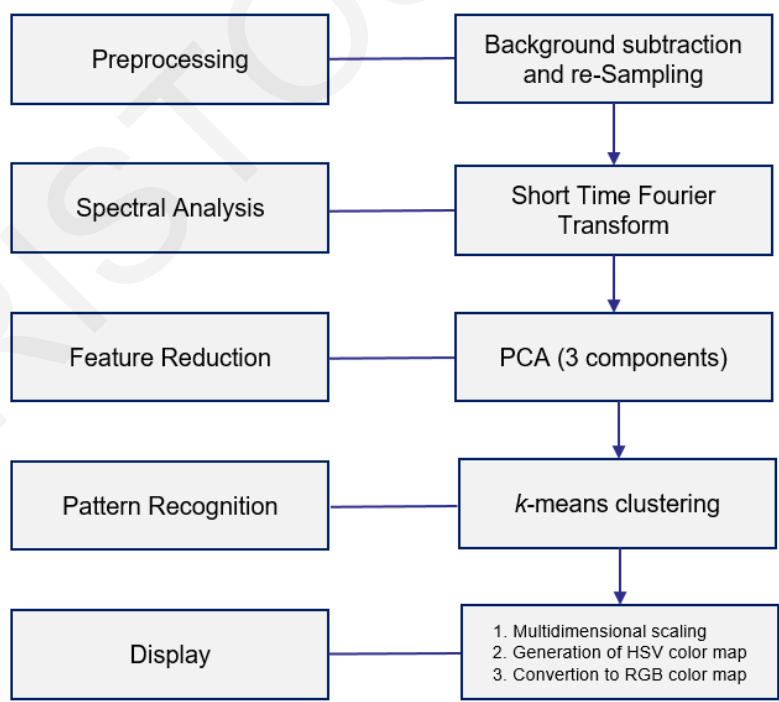 Preprocessing
Background subtraction
and re-Sampling
Spectral Analysis
Short Time Fourier
Transform
Feature Reduction
PCA (3 components)
Pattern Recognition
k-means clustering
Display
1. Multidimensional scaling
2. Generation of HSV color map
3. Convertion to RGB color map